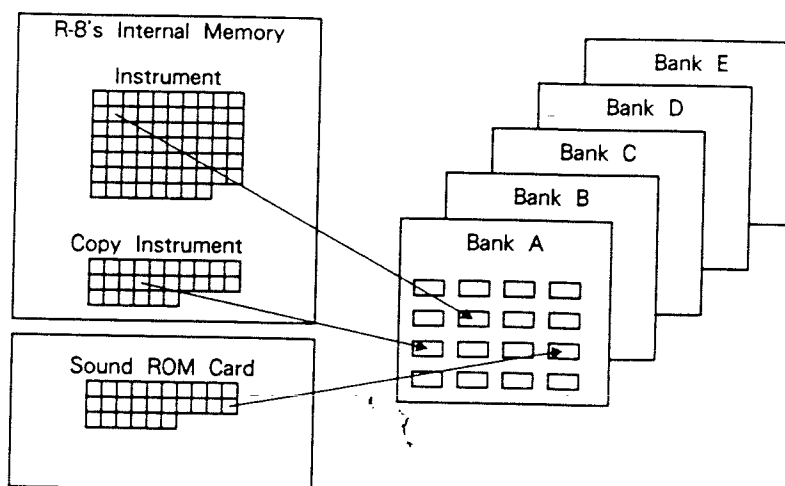 R-8's Internal Memory
Instrument
Copy Instrument
Sound ROM Card
Bank E
Bank D
Bank C
Bank B
Bank A